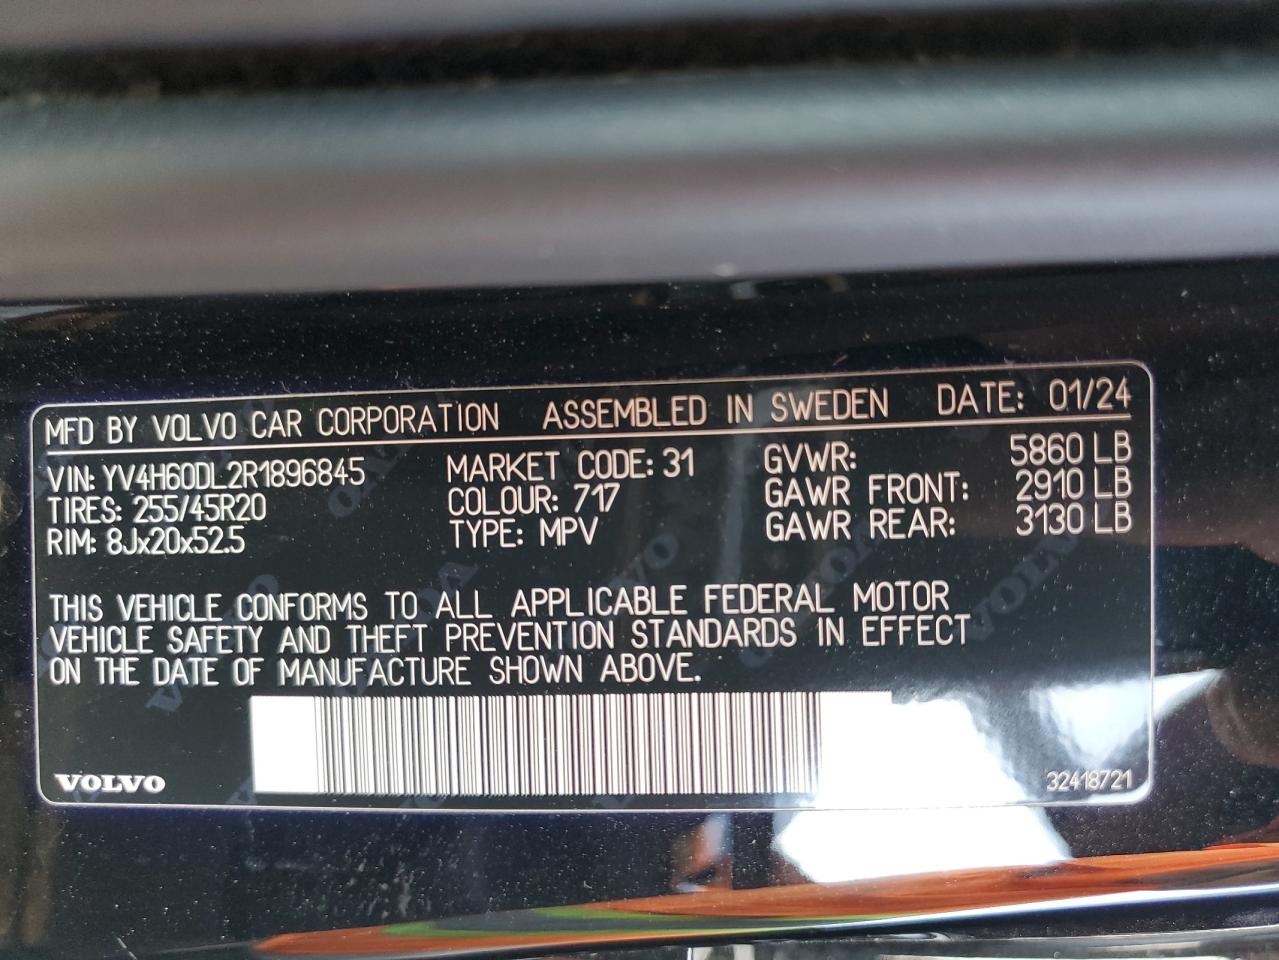 MFD BY VOLVO CAR CORPORATION ASSEMBLED IN SWEDEN DATE: 01/24
VIN: YV4H60DL2R1896845 MARKET CODE: 31 GVWR: 5860 LB
TIRES: 255/45R20 COLOUR: 717 GAWR FRONT: 2910 LB
RIM: 8Jx20x52.5 TYPE: MPV GAWR REAR: 3130 LB
THIS VEHICLE CONFORMS TO ALL APPLICABLE FEDERAL MOTOR
VEHICLE SAFETY AND THEFT PREVENTION STANDARDS IN EFFECT
ON THE DATE OF MANUFACTURE SHOWN ABOVE.
VOLVO 32418721